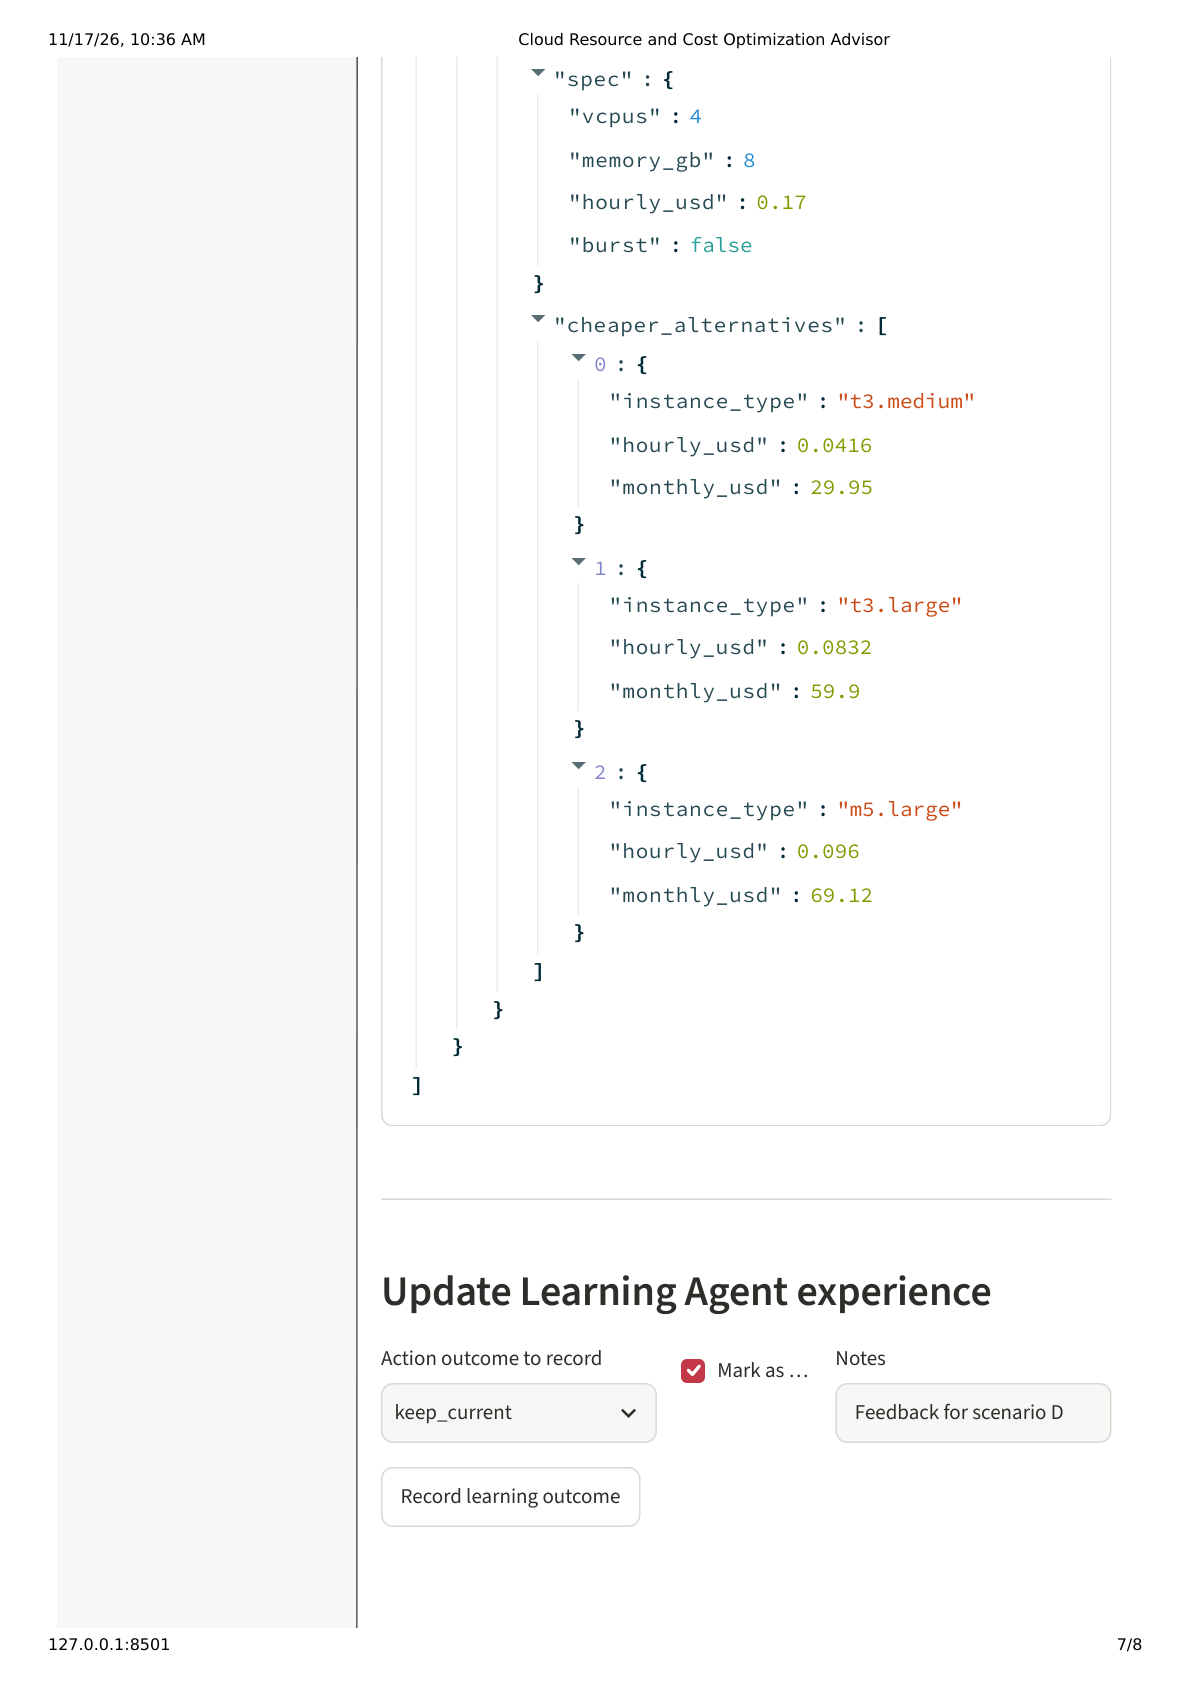 11/17/26, 10:36 AM Cloud Resource and Cost Optimization Advisor
"spec" : {
"vcpus" : 4
"memory_gb" : 8
"hourly_usd" : 0.17
"burst" : false
}
"cheaper_alternatives" : [
0 : {
"instance_type" : "t3.medium"
"hourly_usd" : 0.0416
"monthly_usd" : 29.95
}
1 : {
"instance_type" : "t3.large"
"hourly_usd" : 0.0832
"monthly_usd" : 59.9
}
2 : {
"instance_type" : "m5.large"
"hourly_usd" : 0.096
"monthly_usd" : 69.12
}
]
}
}
]
Update Learning Agent experience
Action outcome to record
Mark as …
Notes
keep_current
Feedback for scenario D
Record learning outcome
127.0.0.1:8501 7/8